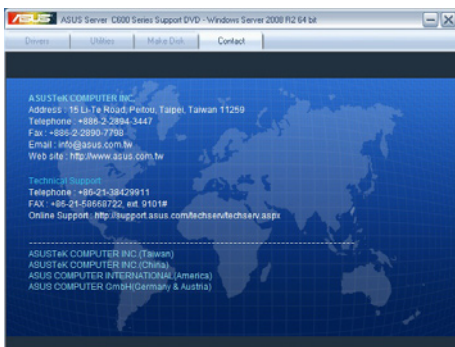 ASUS ASUS Server C600 Series Support DVD - Windows Server 2008 R2 64 bit
Drivers Utilities Make Disk Contact
ASUSTeK COMPUTER INC.
Address : 15 Li-Te Road, Peitou, Taipei, Taiwan 11259
Telephone : +886-2-2894-3447
Fax : +886-2-2890-7798
Email : info@asus.com.tw
Web site : http://www.asus.com.tw
Technical Support
Telephone : +86-21-38429911
FAX : +86-21-58668722, ext. 9101#
Online Support : http://support.asus.com/techserv/techserv.aspx
ASUSTeK COMPUTER INC.(Taiwan)
ASUSTeK COMPUTER INC.(China)
ASUS COMPUTER INTERNATIONAL(America)
ASUS COMPUTER GmbH(Germany & Austria)